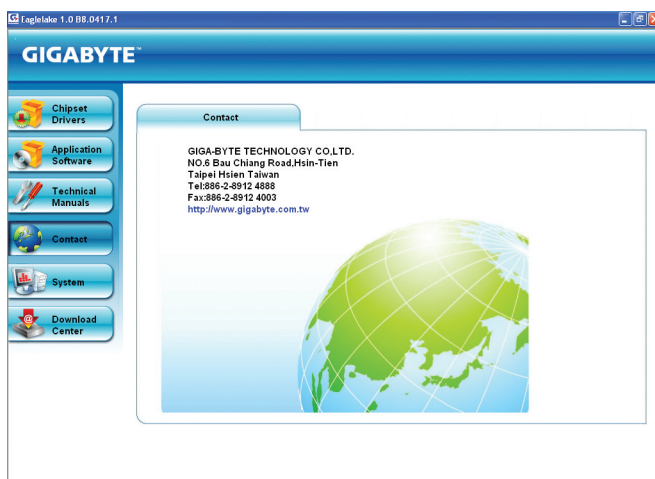 Eaglelake 1.0 B8.0417.1
GIGABYTE™
Chipset
Drivers
Application
Software
Technical
Manuals
Contact
System
Download
Center
Contact
GIGA-BYTE TECHNOLOGY CO,LTD.
NO.6 Bau Chiang Road,Hsin-Tien
Taipei Hsien Taiwan
Tel:886-2-8912 4888
Fax:886-2-8912 4003
http://www.gigabyte.com.tw